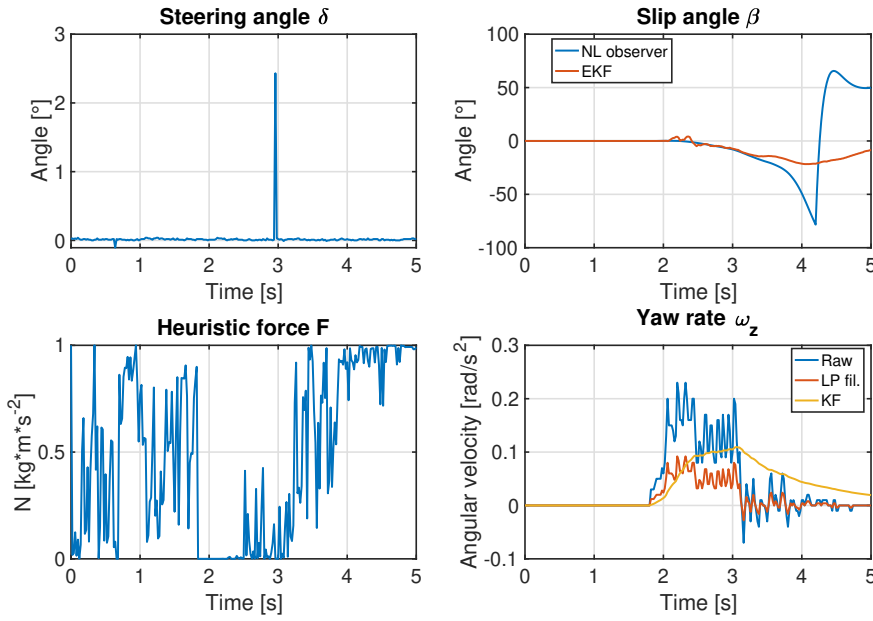 Steering angle δ
Angle [°]
3
2
1
0
0 1 2 3 4 5
Time [s]
Slip angle β
NL observer
EKF
Angle [°]
100
50
0
-50
-100
0 1 2 3 4 5
Time [s]
Heuristic force F
N [kg*m*s-2]
1
0.5
0
0 1 2 3 4 5
Time [s]
Yaw rate ωz
Raw
LP fil.
KF
Angular velocity [rad/s2]
0.3
0.2
0.1
0
-0.1
0 1 2 3 4 5
Time [s]